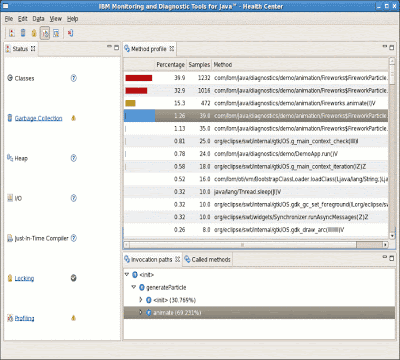 IBM Monitoring and Diagnostic Tools for Java™ - Health Center
File Edit Data View Help
Status
Classes
Garbage Collection
Heap
I/O
Just-In-Time Compiler
Locking
Profiling
Method profile
Percentage Samples Method
39.9 1232 com/ibm/java/diagnostics/demo/animation/Fireworks$FireworkParticle.
32.9 1016 com/ibm/java/diagnostics/demo/animation/Fireworks$FireworkParticle.
15.3 472 com/ibm/java/diagnostics/demo/animation/Fireworks.animate()V
1.26 39.0 com/ibm/java/diagnostics/demo/animation/Fireworks$FireworkParticle.
1.13 35.0 com/ibm/java/diagnostics/demo/animation/Fireworks$FireworkParticle.
0.81 25.0 org/eclipse/swt/internal/gtk/OS.g_main_context_check
0.78 24.0 com/ibm/java/diagnostics/demo/DemoApp.run()V
0.58 18.0 org/eclipse/swt/internal/gtk/OS.g_main_context_iteration(Z)Z
0.52 16.0 com/ibm/oti/vm/BootstrapClassLoader.loadClass(Ljava/lang/String;)Ljav
0.32 10.0 java/lang/Thread.sleep(J)V
0.32 10.0 org/eclipse/swt/internal/gtk/OS.gdk_gc_set_foreground
0.32 10.0 org/eclipse/swt/widgets/Synchronizer.runAsyncMessages(Z)Z
0.26 8.0 org/eclipse/swt/internal/gtk/OS.gdk_draw_arc
Invocation paths Called methods
<init>
generateParticle
<init> (30.769%)
animate (69.231%)